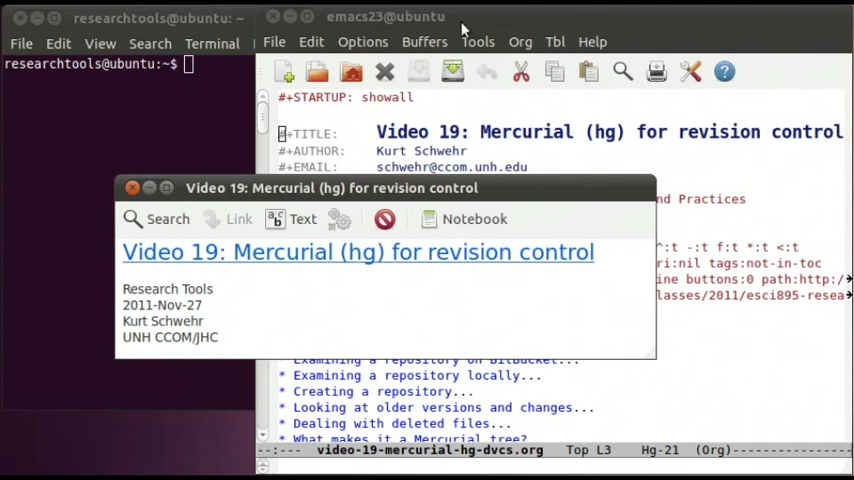 researchtools@ubuntu: ~
File Edit View Search Terminal
researchtools@ubuntu:~$
emacs23@ubuntu
File Edit Options Buffers Tools Org Tbl Help
#+STARTUP: showall
#+TITLE: Video 19: Mercurial (hg) for revision control
#+AUTHOR: Kurt Schwehr
#+EMAIL: schwehr@ccom.unh.edu
nd Practices
^:t -:t f:t *:t <:t
ri:nil tags:not-in-toc
ine buttons:0 path:http:/
lasses/2011/esci895-resea
Video 19: Mercurial (hg) for revision control
Search Link Text Notebook
Video 19: Mercurial (hg) for revision control
Research Tools
2011-Nov-27
Kurt Schwehr
UNH CCOM/JHC
* Examining a repository on BitBucket...
* Examining a repository locally...
* Creating a repository...
* Looking at older versions and changes...
* Dealing with deleted files...
* What makes it a Mercurial tree?
--:--- video-19-mercurial-hg-dvcs.org Top L3 Hg-21 (Org)---------------